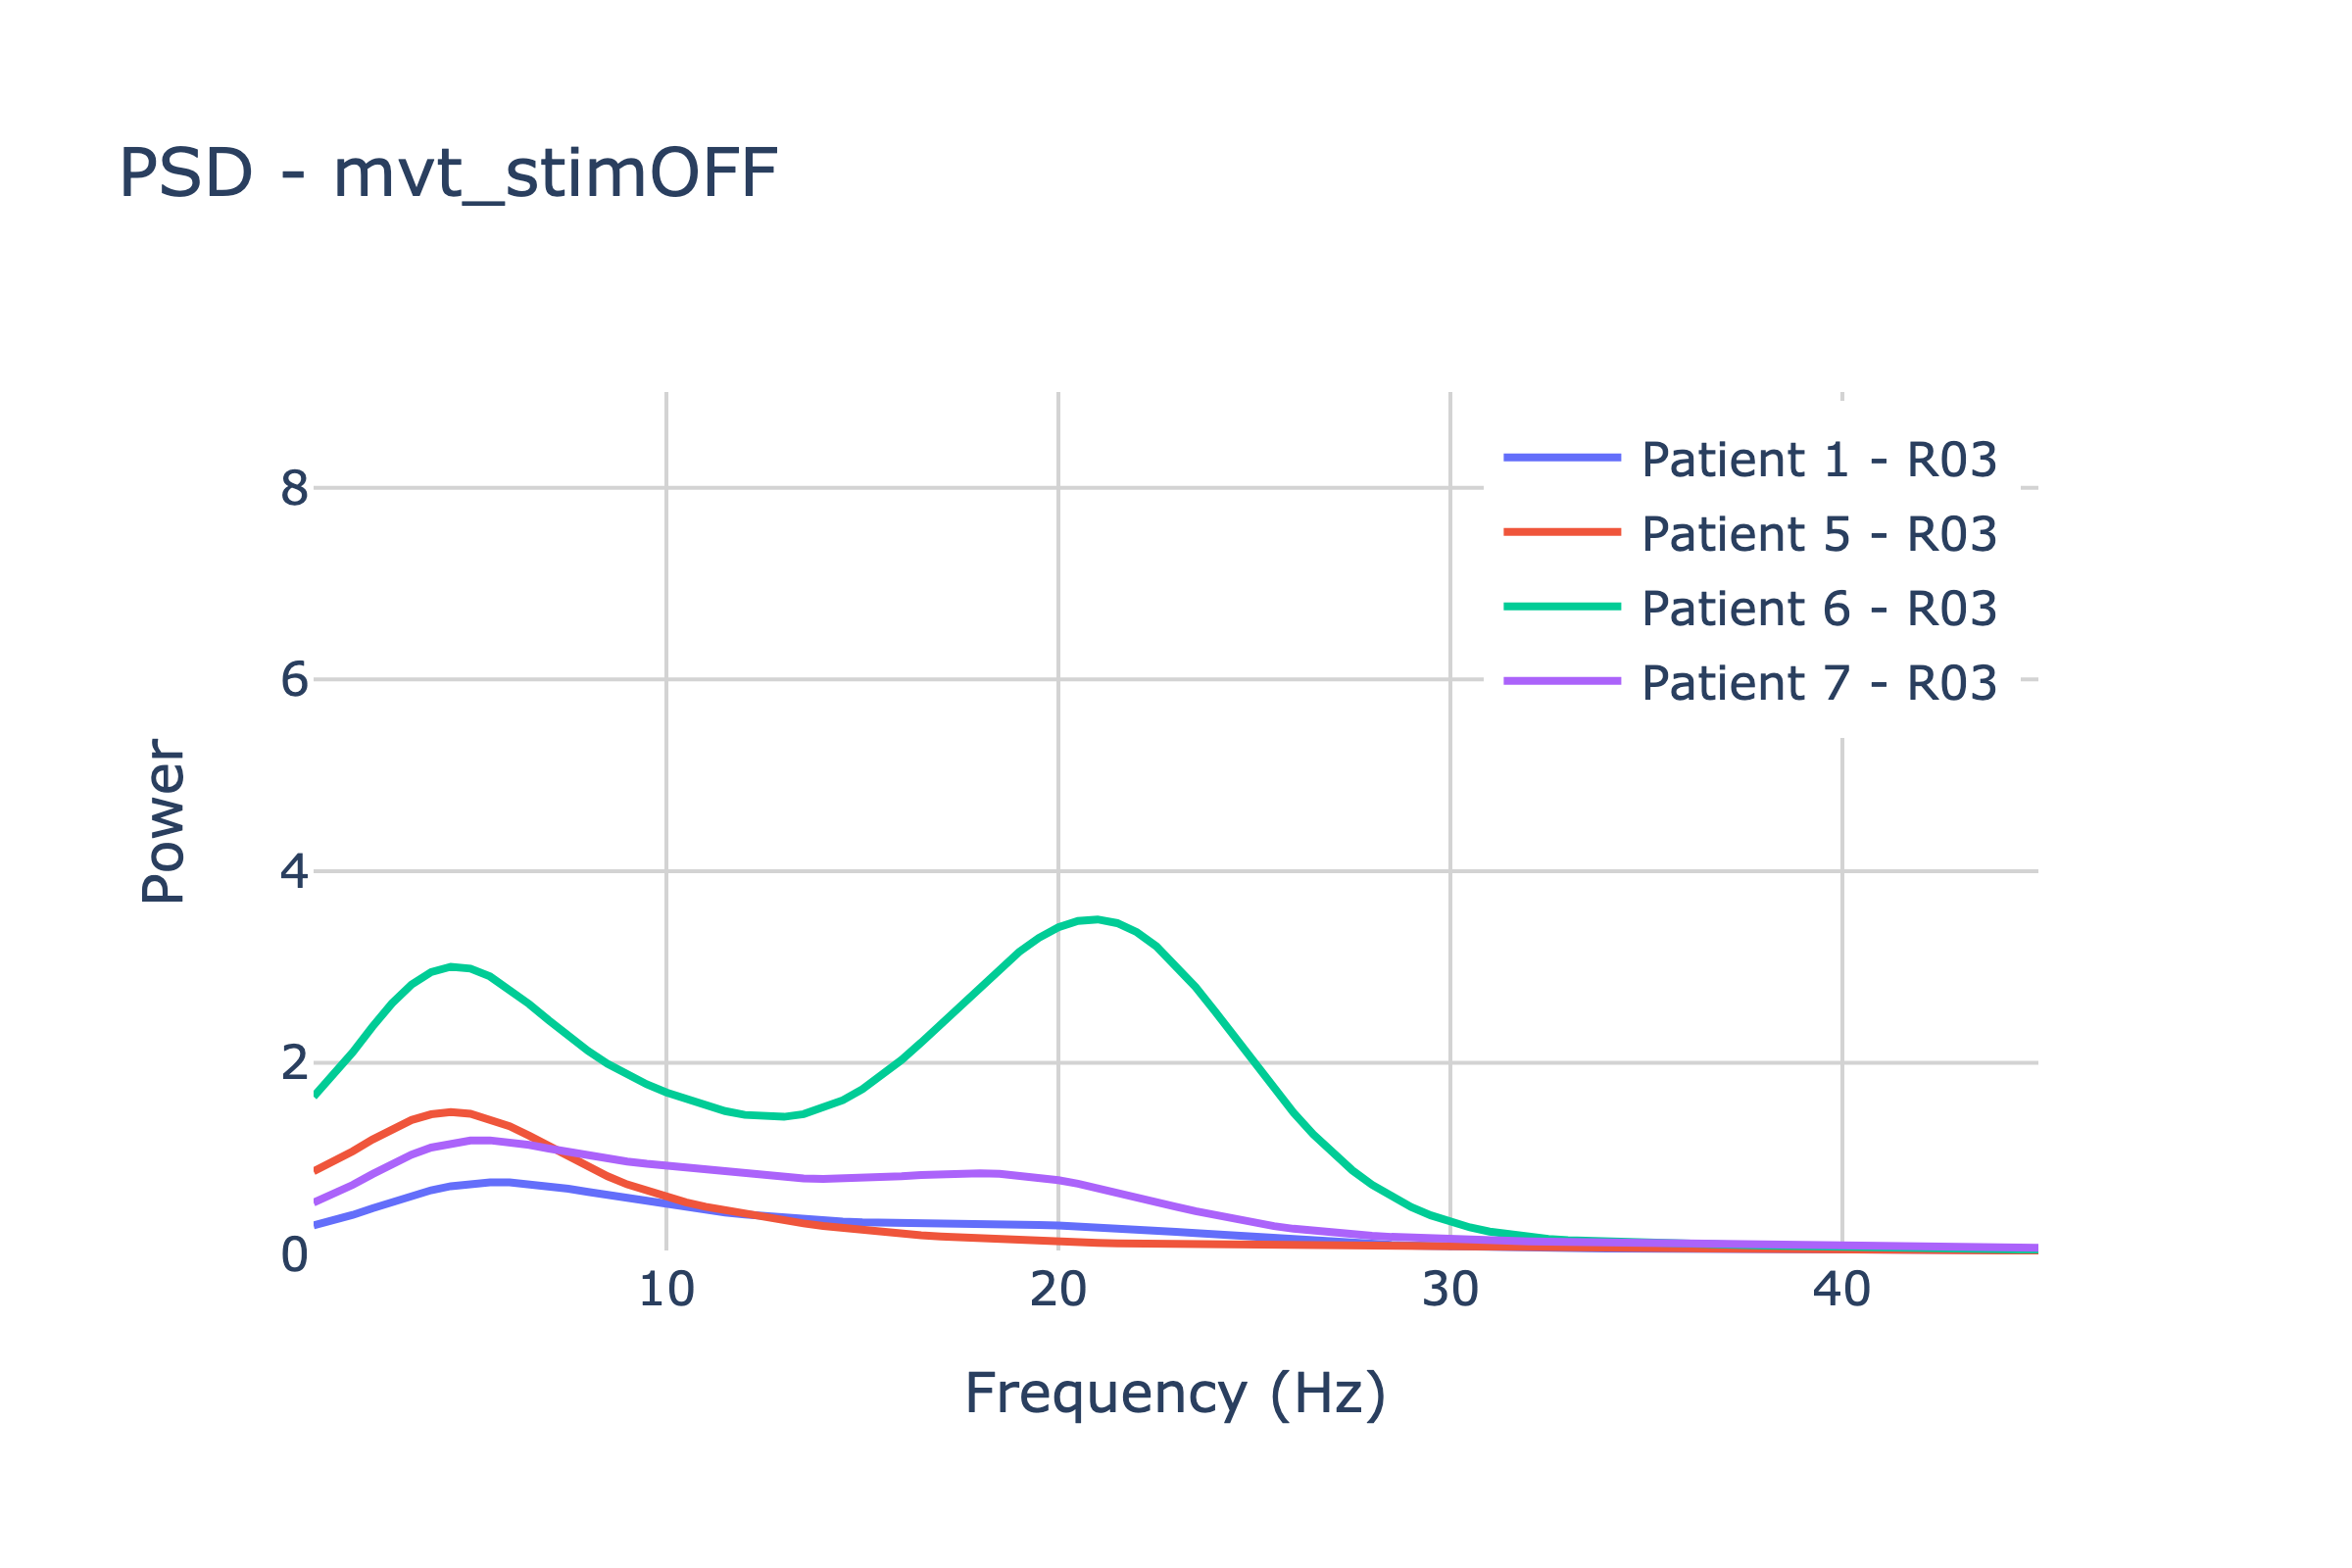 PSD - mvt_stimOFF
Patient 1 - R03
Patient 5 - R03
Patient 6 - R03
Patient 7 - R03
8
6
4
2
0
Power
10 20 30 40
Frequency (Hz)